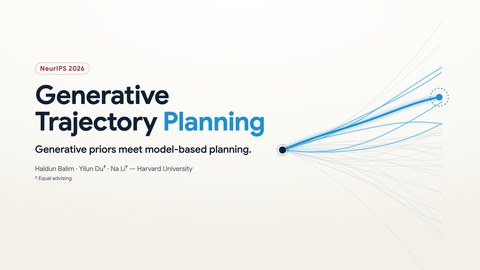 NeurIPS 2026
Generative
Trajectory Planning
Generative priors meet model-based planning.
Haldun Balim · Yilun Du† · Na Li† — Harvard University
† Equal advising